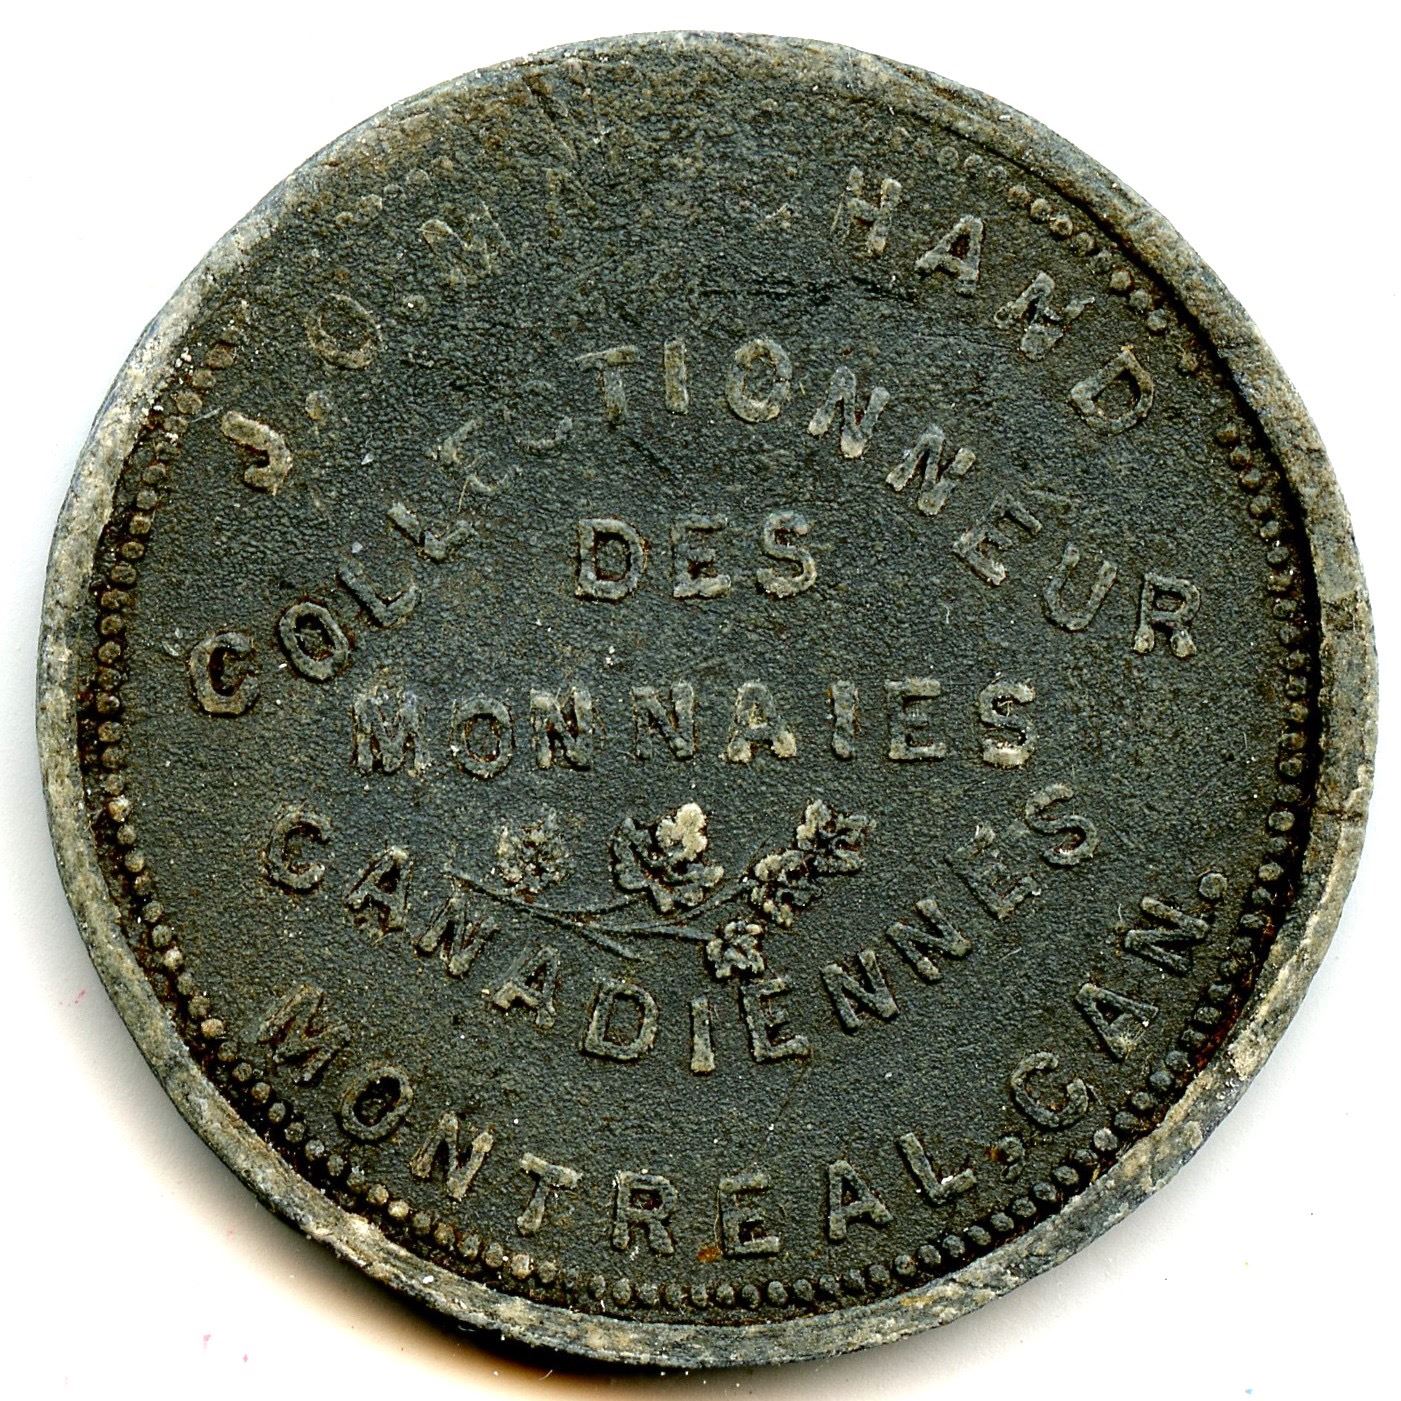 J. O.
COLLECTIONNEUR
DES
MONNAIES
CANADIENNES
MONTREAL, CAN.